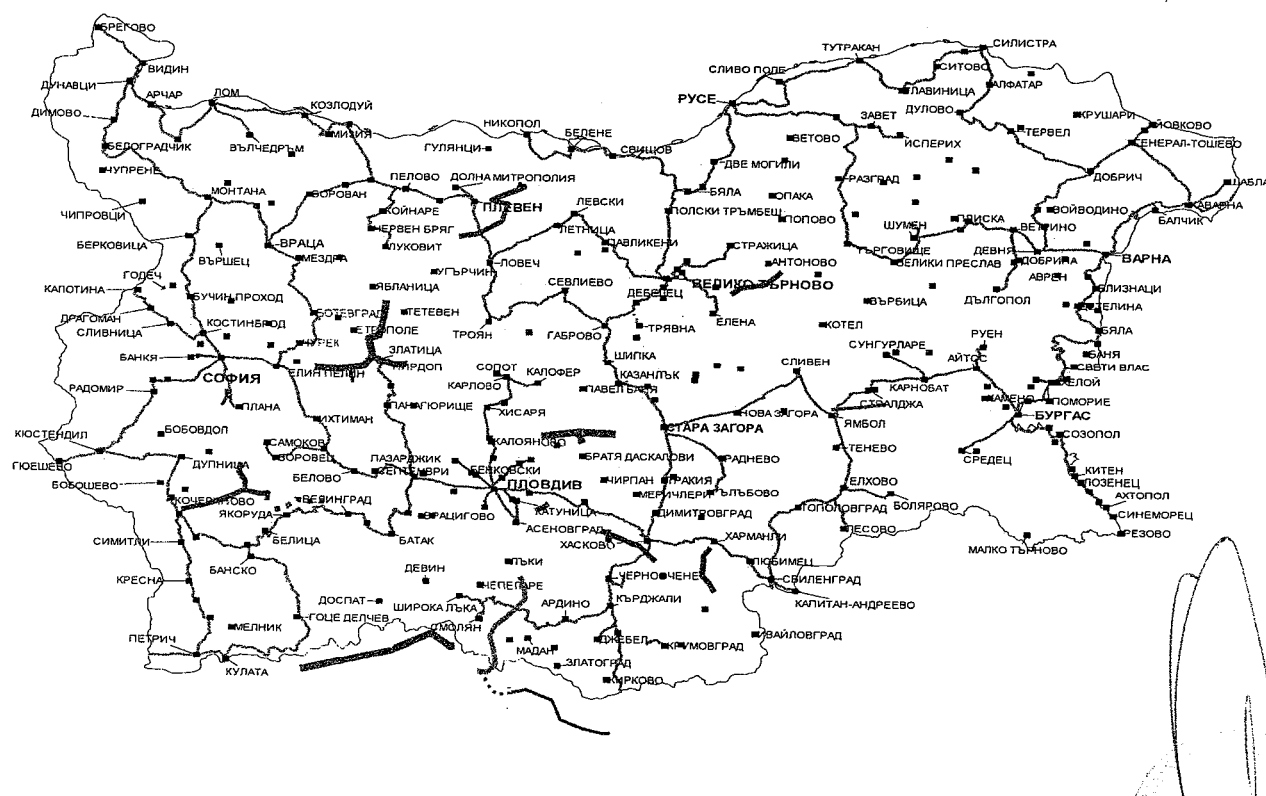 БРЕГОВО
ВИДИН
ДУНАВЦИ
АРЧАР
ЛОМ
КОЗЛОДУЙ
ДИМОВО
МИЗИЯ
БЕЛОГРАДЧИК
ВЪЛЧЕДРЪМ
ЧУПРЕНЕ
МОНТАНА
БОРОВАН
ЧИПРОВЦИ
БЕРКОВИЦА
ВРАЦА
ВЪРШЕЦ
МЕЗДРА
НИКОПОЛ
БЕЛЕНЕ
ГУЛЯНЦИ
СВИЩОВ
ПЕЛОВО
ДОЛНА МИТРОПОЛИЯ
ПЛЕВЕН
КОЙНАРЕ
ЧЕРВЕН БРЯГ
ЛУКОВИТ
ЛЕВСКИ
ЛЕТНИЦА
ПАВЛИКЕНИ
ПОЛСКИ ТРЪМБЕШ
УГЪРЧИН
ЛОВЕЧ
ЯБЛАНИЦА
ТЕТЕВЕН
ТРОЯН
СЕВЛИЕВО
ГАБРОВО
ДЕБЕЛЕЦ
ВЕЛИКО ТЪРНОВО
ТРЯВНА
ЕЛЕНА
СТРАЖИЦА
АНТОНОВО
ТУТРАКАН
СИЛИСТРА
СЛИВО ПОЛЕ
СИТОВО
РУСЕ
ГЛАВИНИЦА
АЛФАТАР
ДУЛОВО
ЗАВЕТ
ИСПЕРИХ
ВЕТОВО
ТЕРВЕЛ
КРУШАРИ
ЙОВКОВО
ГЕНЕРАЛ-ТОШЕВО
ДВЕ МОГИЛИ
БЯЛА
ОПАКА
ПОПОВО
РАЗГРАД
ДОБРИЧ
ШАБЛА
КАВАРНА
БАЛЧИК
ШУМЕН
ПЛИСКА
ВОЙВОДИНО
ВЕТРИНО
ТЪРГОВИЩЕ
ВЕЛИКИ ПРЕСЛАВ
ДЕВНЯ
ДОБРИНА
ВАРНА
АВРЕН
ДЪЛГОПОЛ
БЛИЗНАЦИ
ДЕТЕЛИНА
БЯЛА
ВЪРБИЦА
КОТЕЛ
ГОДЕЧ
КАПОТИНА
БУЧИН ПРОХОД
ДРАГОМАН
СЛИВНИЦА
КОСТИНБРОД
БОТЕВГРАД
ЕТРОПОЛЕ
БАНКЯ
ЧУРЕК
ЗЛАТИЦА
ПИРДОП
СОФИЯ
ЕЛИН ПЕЛИН
РАДОМИР
ПЛАНА
ИХТИМАН
ПАНАГЮРИЩЕ
СОПОТ
КАРЛОВО
КАЛОФЕР
ХИСАРЯ
ШИПКА
КАЗАНЛЪК
ПАВЕЛ БАНЯ
СЛИВЕН
НОВА ЗАГОРА
СТАРА ЗАГОРА
СУНГУРЛАРЕ
РУЕН
АЙТОС
КАРНОБАТ
СТРАЛДЖА
ЯМБОЛ
БАНЯ
СВЕТИ ВЛАС
АХЕЛОЙ
КАМЕНО
ПОМОРИЕ
БУРГАС
СОЗОПОЛ
СРЕДЕЦ
ТЕНЕВО
КИТЕН
ЛОЗЕНЕЦ
АХТОПОЛ
СИНЕМОРЕЦ
РЕЗОВО
МАЛКО ТЪРНОВО
КЮСТЕНДИЛ
БОБОВДОЛ
ГЮЕШЕВО
ДУПНИЦА
БОБОШЕВО
САМОКОВ
БОРОВЕЦ
ПАЗАРДЖИК
СЕПТЕМВРИ
БЕЛОВО
КОЧЕРИНОВО
ЯКОРУДА
ВЕЛИНГРАД
КАЛОЯНОВО
БЕНКОВСКИ
ПЛОВДИВ
БРАТЯ ДАСКАЛОВИ
ЧИРПАН
ТРАКИЯ
МЕРИЧЛЕРИ
РАДНЕВО
ГЪЛЪБОВО
ЕЛХОВО
БОЛЯРОВО
ТОПОЛОВГРАД
ЛЕСОВО
БРАЦИГОВО
КАТУНИЦА
АСЕНОВГРАД
ДИМИТРОВГРАД
ХАСКОВО
ХАРМАНЛИ
СИМИТЛИ
БЕЛИЦА
БАТАК
БАНСКО
КРЕСНА
ДЕВИН
ЛЪКИ
ЧЕПЕЛАРЕ
ЧЕРНООЧЕНЕ
ЛЮБИМЕЦ
СВИЛЕНГРАД
КАПИТАН-АНДРЕЕВО
ДОСПАТ
ШИРОКА ЛЪКА
АРДИНО
КЪРДЖАЛИ
ГОЦЕ ДЕЛЧЕВ
СМОЛЯН
МЕЛНИК
ПЕТРИЧ
КУЛАТА
МАДАН
ДЖЕБЕЛ
КРУМОВГРАД
ИВАЙЛОВГРАД
ЗЛАТОГРАД
КИРКОВО